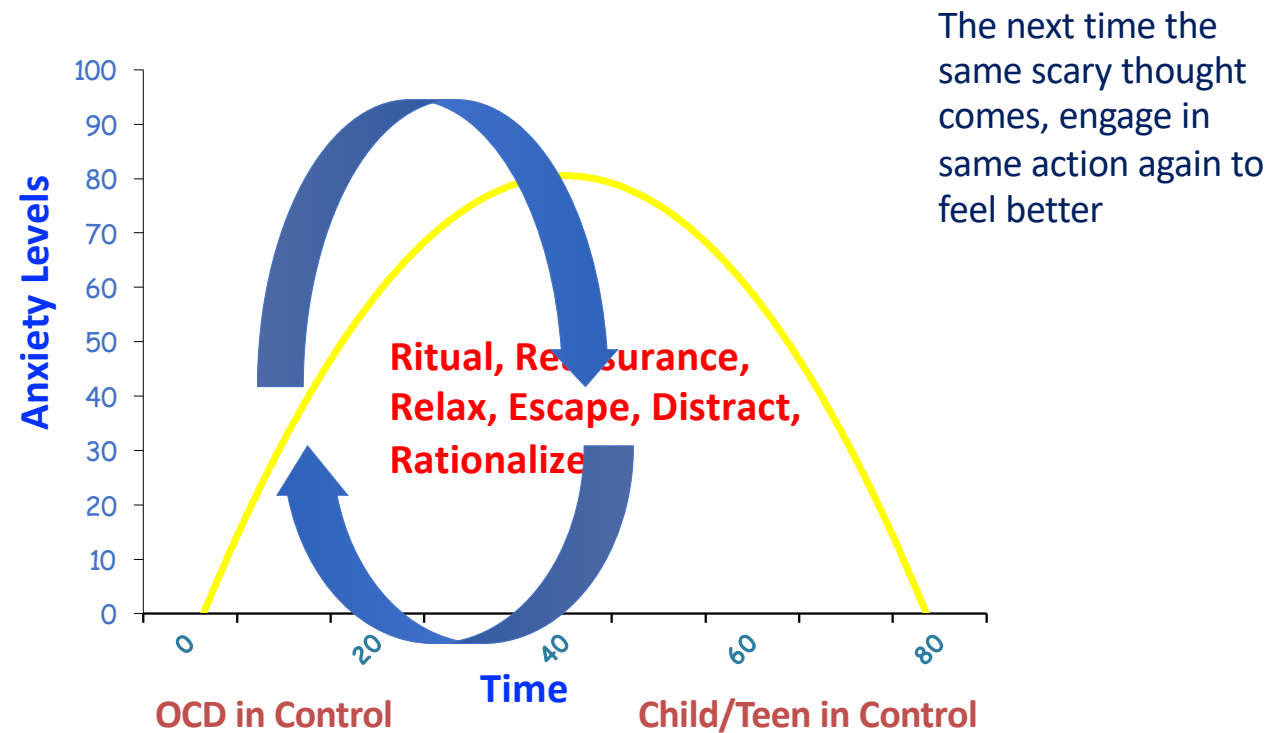 The next time the
same scary thought
comes, engage in
same action again to
feel better
100
90
80
70
60
50
40
30
20
10
0
Anxiety Levels
Ritual, Reassurance,
Relax, Escape, Distract,
Rationalize
0 20 40 60 80
Time
OCD in Control Child/Teen in Control